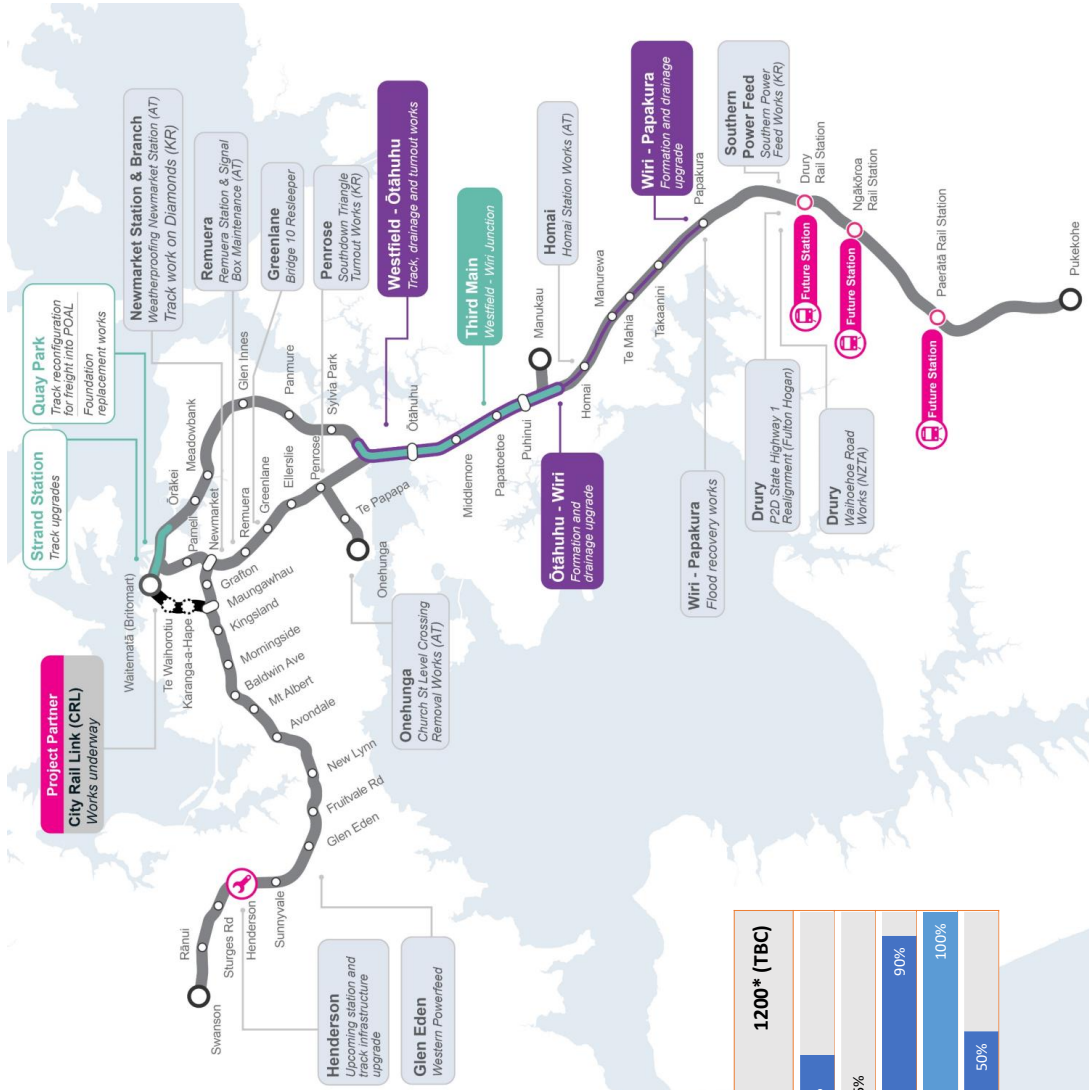 Swanson
Rānui
Sturges Rd
Henderson
Sunnyvale
Glen Eden
Fruitvale Rd
New Lynn
Avondale
Mt Albert
Baldwin Ave
Morningside
Kingsland
Maungawhau
Grafton
Karanga-a-Hape
Te Waihorotiu
Waitematā (Britomart)
Project Partner
City Rail Link (CRL)
Works underway
Strand Station
Track upgrades
Quay Park
Track reconfiguration
for freight into POAL
Foundation
replacement works
Newmarket Station & Branch
Weatherproofing Newmarket Station (AT)
Track work on Diamonds (KR)
Remuera
Remuera Station & Signal
Box Maintenance (AT)
Greenlane
Bridge 10 Resleeper
Penrose
Southdown Triangle
Turnout Works (KR)
Westfield - Ōtāhuhu
Track, drainage and turnout works
Third Main
Westfield - Wiri Junction
Homai
Homai Station Works (AT)
Wiri - Papakura
Formation and drainage
upgrade
Southern
Power Feed
Southern Power
Feed Works (KR)
Parnell
Newmarket
Ōrākei
Meadowbank
Glen Innes
Panmure
Sylvia Park
Remuera
Greenlane
Ellerslie
Penrose
Te Papapa
Onehunga
Ōtāhuhu
Middlemore
Papatoetoe
Puhinui
Manukau
Homai
Manurewa
Te Mahia
Takaanini
Papakura
Drury
Rail Station
Ngākōroa
Rail Station
Paerātā Rail Station
Pukekohe
Future Station
Future Station
Future Station
Henderson
Upcoming station and
track infrastructure
upgrade
Glen Eden
Western Powerfeed
Onehunga
Church St Level Crossing
Removal Works (AT)
Ōtāhuhu - Wiri
Formation and
drainage upgrade
Wiri - Papakura
Flood recovery works
Drury
P2D State Highway 1
Realignment (Fulton Hogan)
Drury
Waihoehoe Road
Works (NZTA)
1200* (TBC)
90%
100%
50%